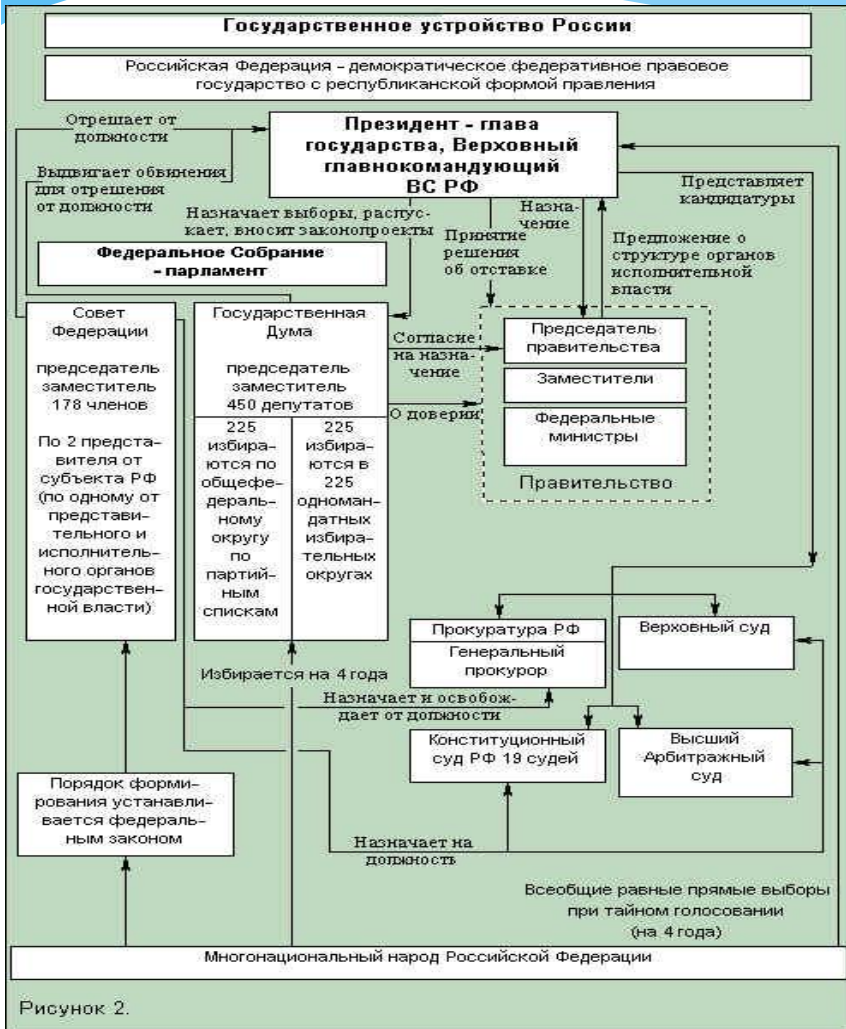 Государственное устройство России
Российская Федерация - демократическое федеративное правовое
государство с республиканской формой правления
Отрешает от
должности
Президент - глава
государства, Верховный
главнокомандующий
ВС РФ
Выдвигает обвинения
для отрешения
от должности
Представляет
кандидатуры
Назначает выборы, распус-
кает, вносит законопроекты
Назна-
чение
Принятие
решения
об отставке
Предложение о
структуре органов
исполнительной
власти
Федеральное Собрание
- парламент
Совет
Федерации
председатель
заместитель
178 членов
По 2 предста-
вителя от
субъекта РФ
(по одному от
представи-
тельного и
исполнитель-
ного органов
государствен-
ной власти)
Государственная
Дума
председатель
заместитель
450 депутатов
225
избира-
ются по
общефе-
дераль-
ному
округу
по
партий-
ным
спискам
225
избира-
ются в
225
одноман-
датных
избира-
тельных
округах
Согласие
на назна-
чение
О доверии
Председатель
правительства
Заместители
Федеральные
министры
Правительство
Прокуратура РФ
Генеральный
прокурор
Верховный суд
Избирается на 4 года
Назначает и освобож-
дает от должности
Конституционный
суд РФ 19 судей
Высший
Арбитражный
суд
Порядок форми-
рования устанавли-
вается федераль-
ным законом
Назначает на
должность
Всеобщие равные прямые выборы
при тайном голосовании
(на 4 года)
Многонациональный народ Российской Федерации
Рисунок 2.